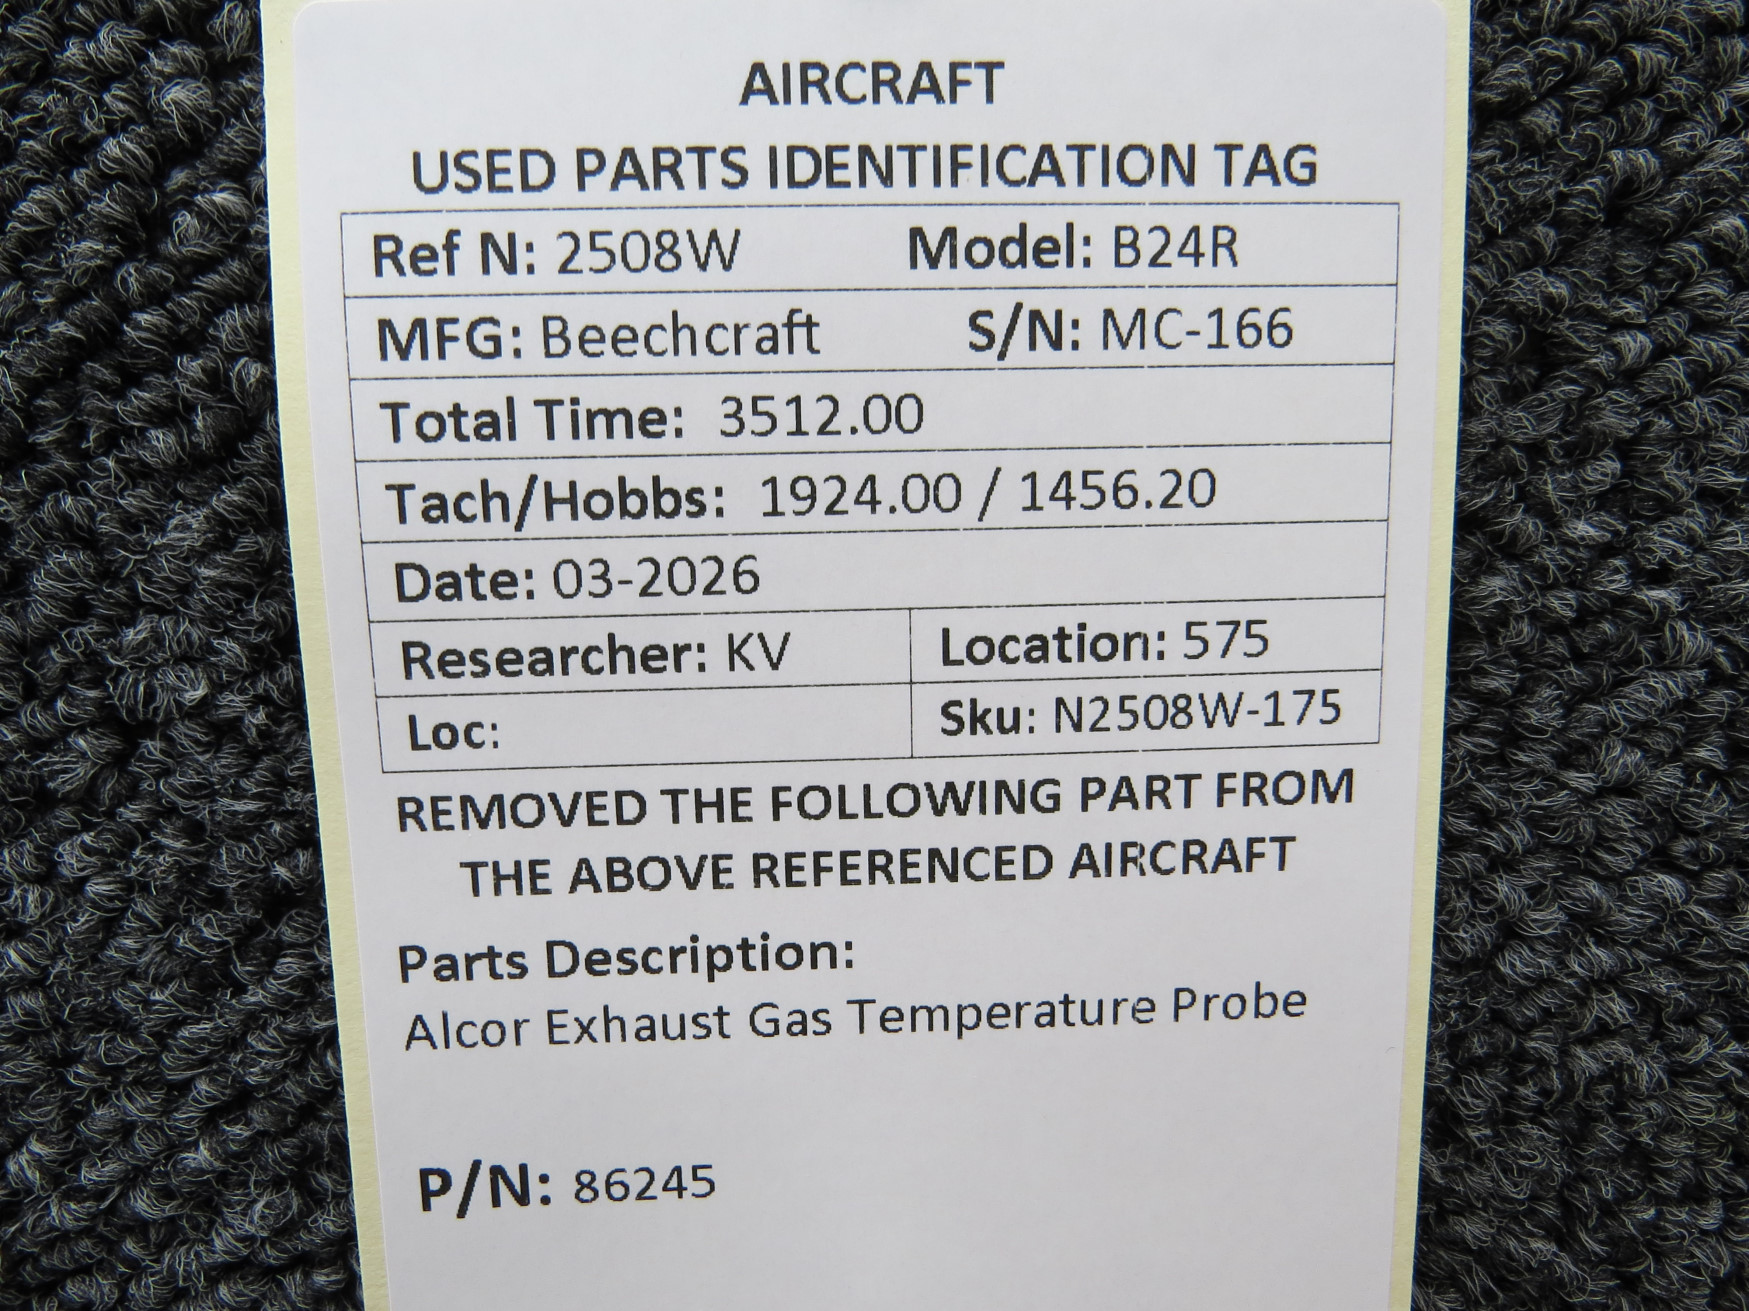 AIRCRAFT
USED PARTS IDENTIFICATION TAG
Ref N: 2508W Model: B24R
MFG: Beechcraft S/N: MC-166
Total Time: 3512.00
Tach/Hobbs: 1924.00 / 1456.20
Date: 03-2026
Researcher: KV Location: 575
Loc: Sku: N2508W-175
REMOVED THE FOLLOWING PART FROM
THE ABOVE REFERENCED AIRCRAFT
Parts Description:
Alcor Exhaust Gas Temperature Probe
P/N: 86245